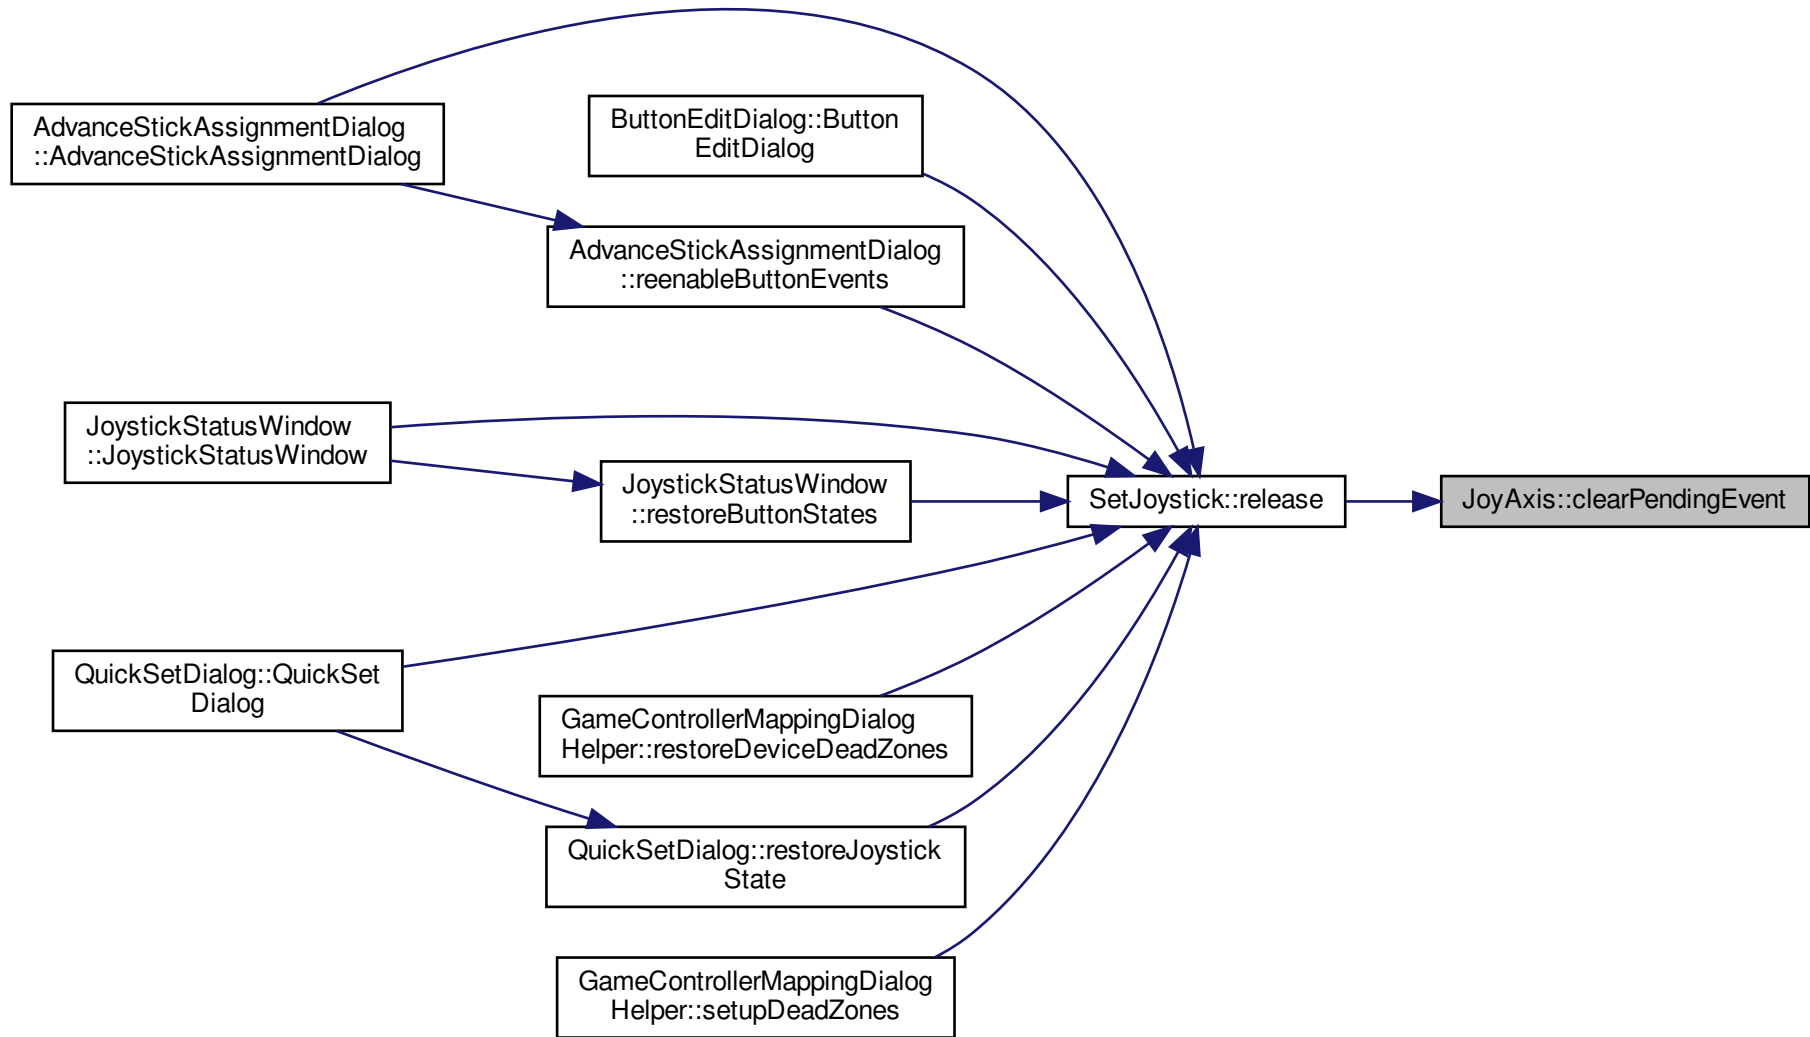 AdvanceStickAssignmentDialog
::AdvanceStickAssignmentDialog
ButtonEditDialog::Button
EditDialog
AdvanceStickAssignmentDialog
::reenableButtonEvents
JoystickStatusWindow
::JoystickStatusWindow
JoystickStatusWindow
::restoreButtonStates
SetJoystick::release
JoyAxis::clearPendingEvent
QuickSetDialog::QuickSet
Dialog
GameControllerMappingDialog
Helper::restoreDeviceDeadZones
QuickSetDialog::restoreJoystick
State
GameControllerMappingDialog
Helper::setupDeadZones